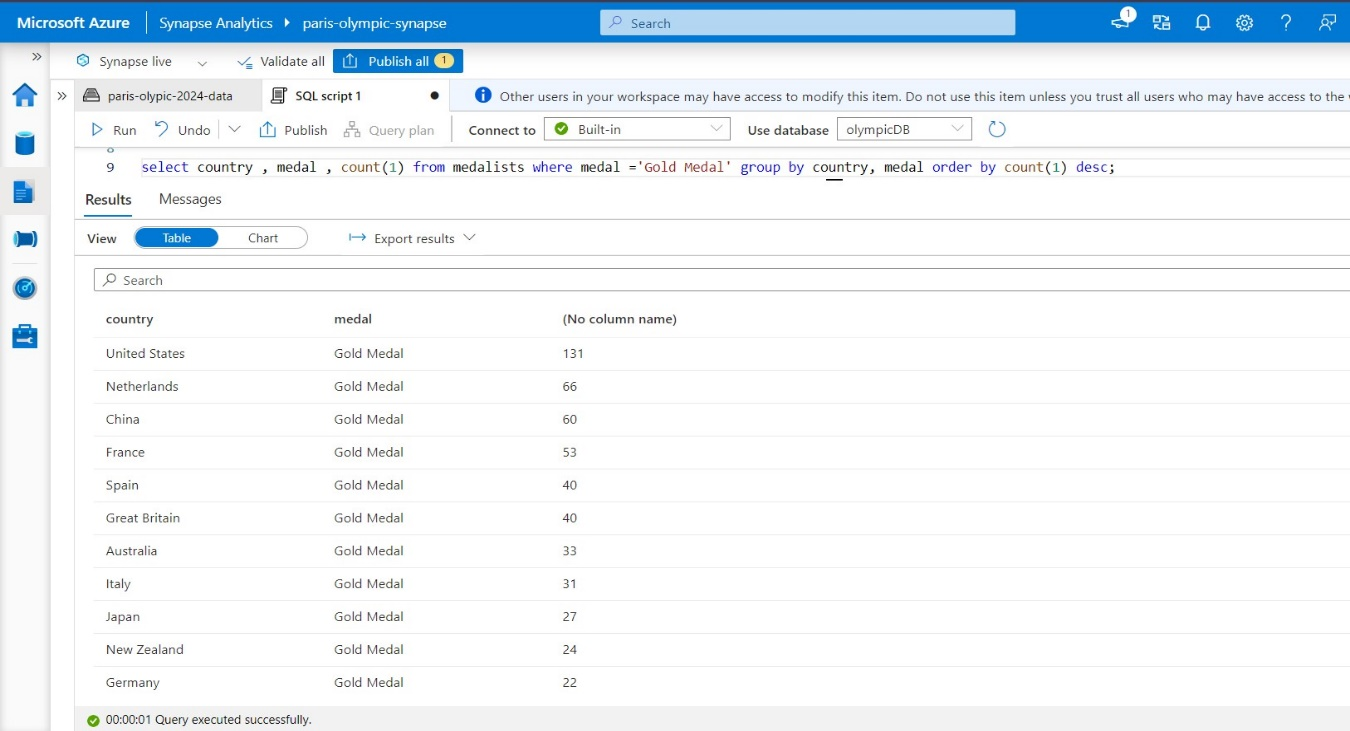 Microsoft Azure Synapse Analytics paris-olympic-synapse Search 1
Synapse live Validate all Publish all 1
paris-olypic-2024-data SQL script 1 Other users in your workspace may have access to modify this item. Do not use this item unless you trust all users who may have access to the
Run Undo Publish Query plan Connect to Built-in Use database olympicDB
9 select country , medal , count(1) from medalists where medal ='Gold Medal' group by country, medal order by count(1) desc;
Results Messages
View Table Chart Export results
Search
country medal (No column name)
United States Gold Medal 131
Netherlands Gold Medal 66
China Gold Medal 60
France Gold Medal 53
Spain Gold Medal 40
Great Britain Gold Medal 40
Australia Gold Medal 33
Italy Gold Medal 31
Japan Gold Medal 27
New Zealand Gold Medal 24
Germany Gold Medal 22
00:00:01 Query executed successfully.